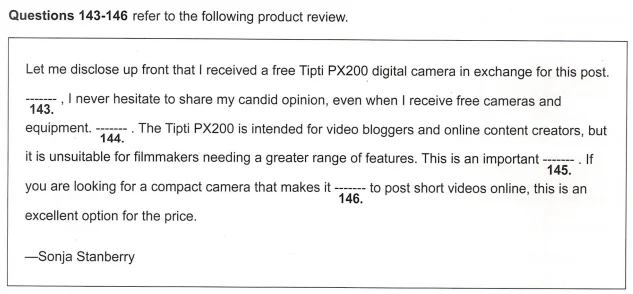 Questions 143-146 refer to the following product review.
Let me disclose up front that I received a free Tipti PX200 digital camera in exchange for this post.
------- , I never hesitate to share my candid opinion, even when I receive free cameras and
143.
equipment. ------- . The Tipti PX200 is intended for video bloggers and online content creators, but
144.
it is unsuitable for filmmakers needing a greater range of features. This is an important ------- . If
145.
you are looking for a compact camera that makes it ------- to post short videos online, this is an
146.
excellent option for the price.
—Sonja Stanberry